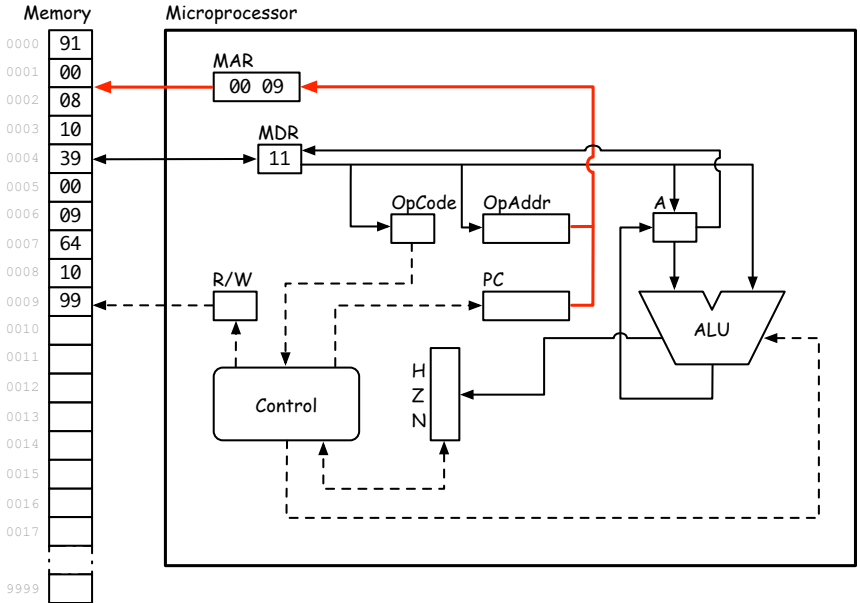 Memory
Microprocessor
0000 91
0001 00
0002 08
0003 10
0004 39
0005 00
0006 09
0007 64
0008 10
0009 99
0010
0011
0012
0013
0014
0015
0016
0017
9999
MAR
00 09
MDR
11
OpCode
OpAddr
A
R/W
PC
ALU
H
Z
N
Control